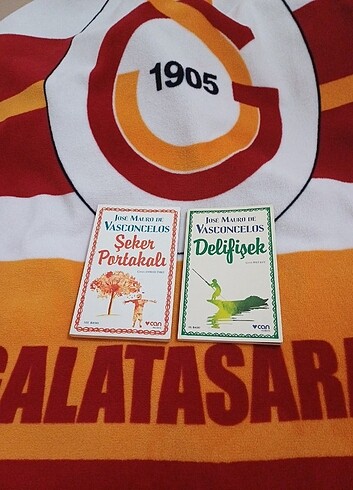 1905
JOSÉ MAURO DE
VASCONCELOS
Şeker
Portakalı
can
JOSÉ MAURO DE
VASCONCELOS
Delifişek
can
GALATASARA